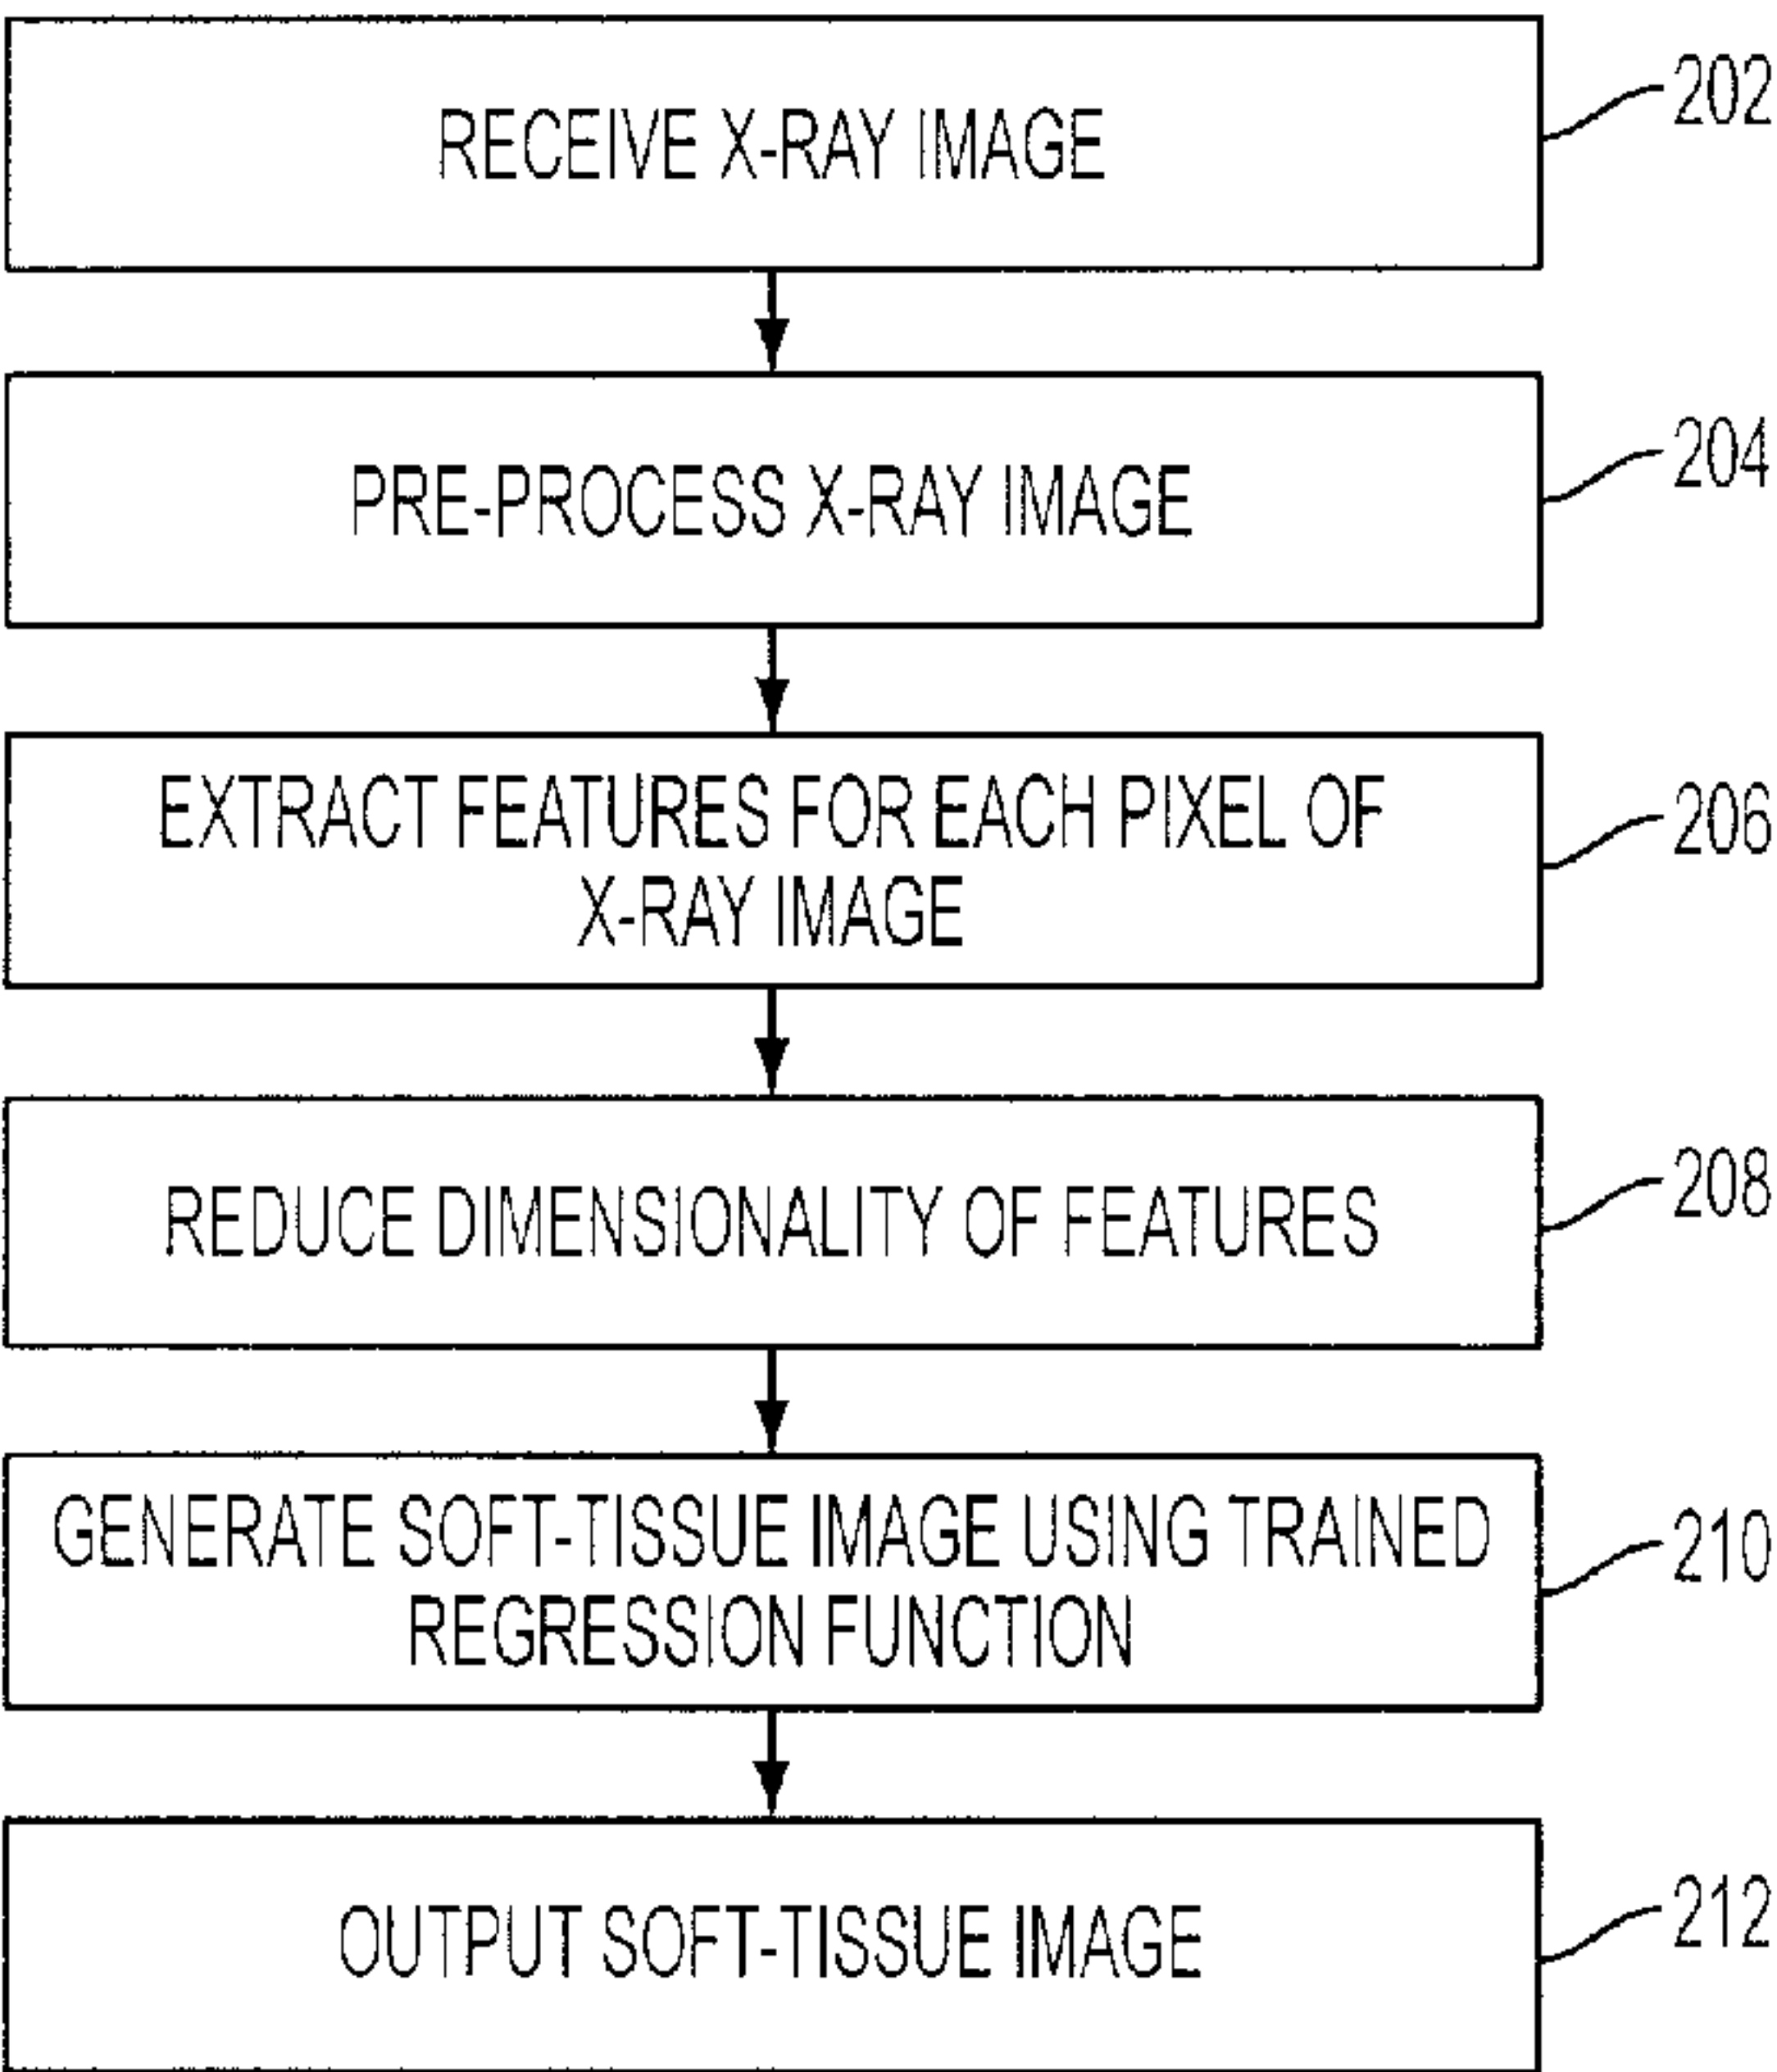 RECEIVE X-RAY IMAGE
202
PRE-PROCESS X-RAY IMAGE
204
EXTRACT FEATURES FOR EACH PIXEL OF
X-RAY IMAGE
206
REDUCE DIMENSIONALITY OF FEATURES
208
GENERATE SOFT-TISSUE IMAGE USING TRAINED
REGRESSION FUNCTION
210
OUTPUT SOFT-TISSUE IMAGE
212